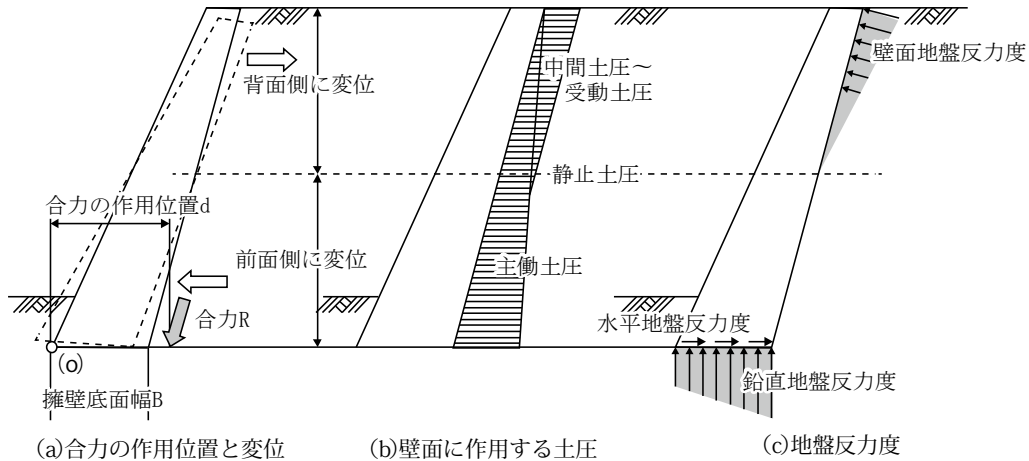 背面側に変位
合力の作用位置d
前面側に変位
合力R
(o)
擁壁底面幅B
(a)合力の作用位置と変位
中間土圧～
受動土圧
静止土圧
主働土圧
(b)壁面に作用する土圧
壁面地盤反力度
水平地盤反力度
鉛直地盤反力度
(c)地盤反力度